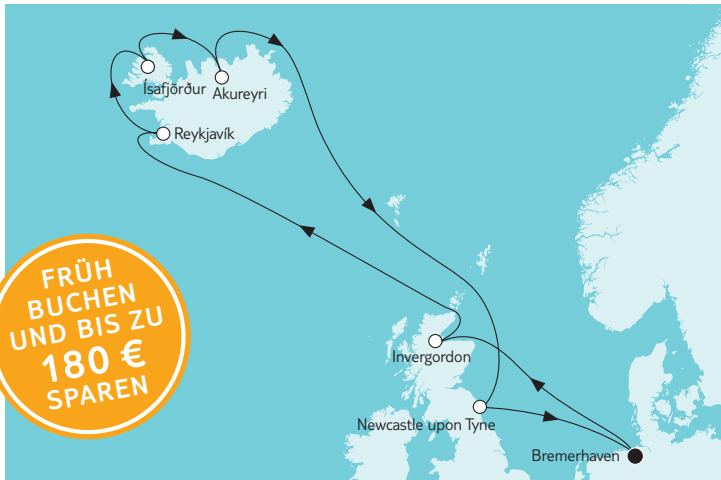 Ísafjörður
Akureyri
Reykjavík
FRÜH
BUCHEN
UND BIS ZU
180 €
SPAREN
Invergordon
Newcastle upon Tyne
Bremerhaven